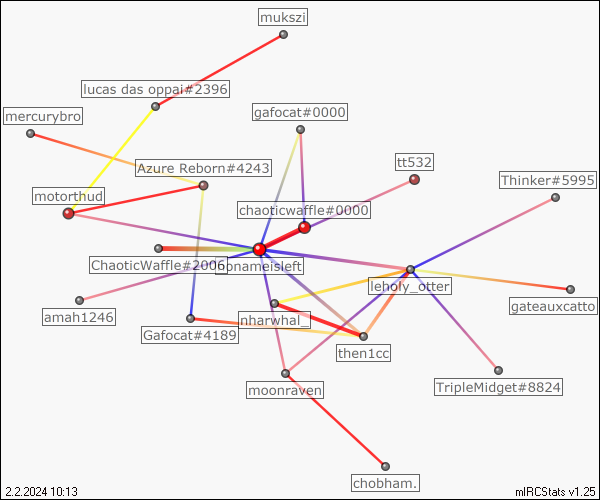 mukszi
lucas das oppai#2396
mercurybro
gafocat#0000
Azure Reborn#4243
tt532
Thinker#5995
motorthud
chaoticwaffle#0000
ChaoticWaffle#2006
opnameisleft
leholy_otter
amah1246
nharwhal_
gateauxcatto
Gafocat#4189
then1cc
moonraven
TripleMidget#8824
chobham.
2.2.2024 10:13
mIRCStats v1.25